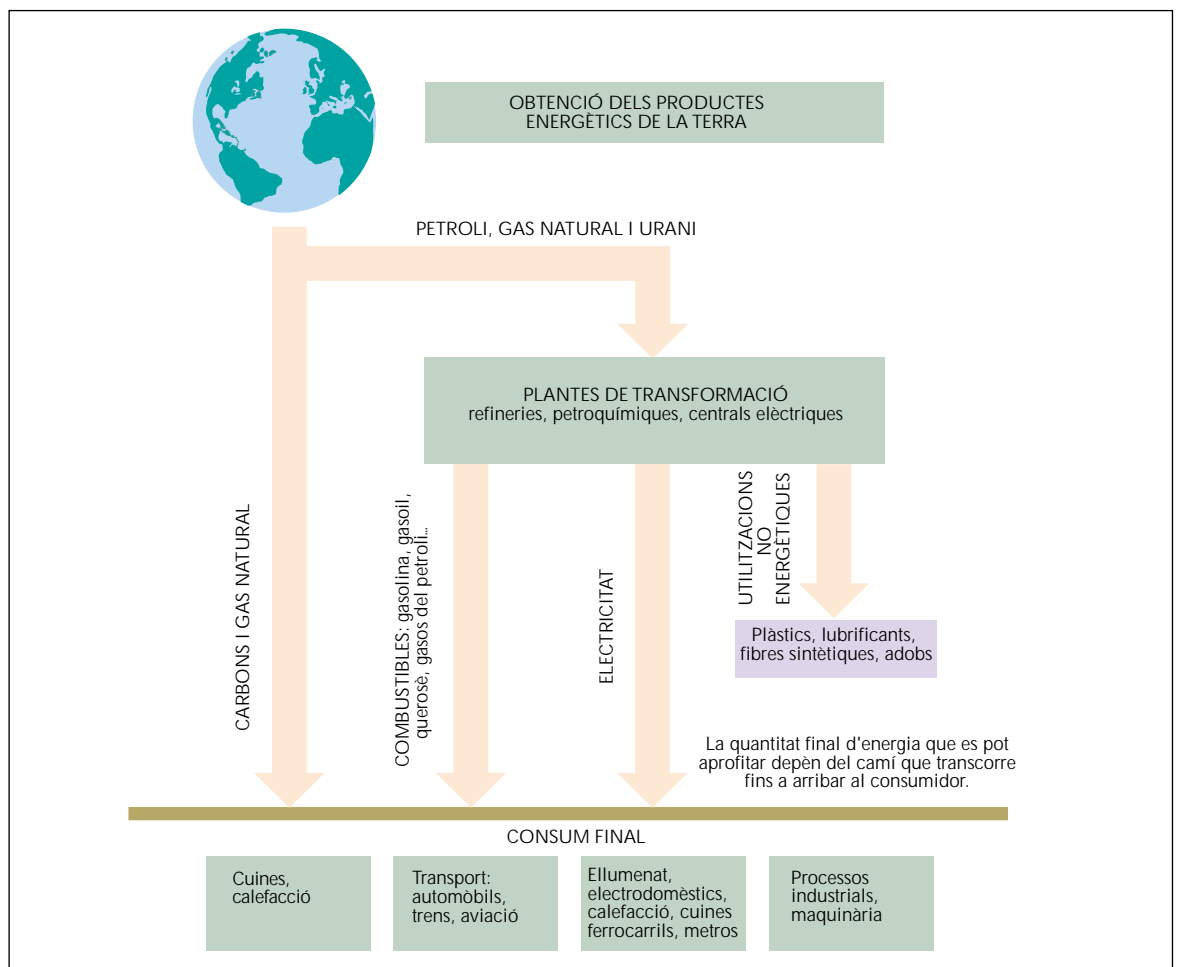 OBTENCIÓ DELS PRODUCTES
ENERGÈTICS DE LA TERRA
PETROLI, GAS NATURAL I URANI
PLANTES DE TRANSFORMACIÓ
refineries, petroquímiques, centrals elèctriques
CARBONS I GAS NATURAL
COMBUSTIBLES: gasolina, gasoil,
querosè, gasos del petroli...
ELECTRICITAT
UTILITZACIONS
NO
ENERGÈTIQUES
Plàstics, lubrificants,
fibres sintètiques, adobs
La quantitat final d'energia que es pot
aprofitar depèn del camí que transcorre
fins a arribar al consumidor.
CONSUM FINAL
Cuines,
calefacció
Transport:
automòbils,
trens, aviació
Ellumenat,
electrodomèstics,
calefacció, cuines
ferrocarrils, metros
Processos
industrials,
maquinària